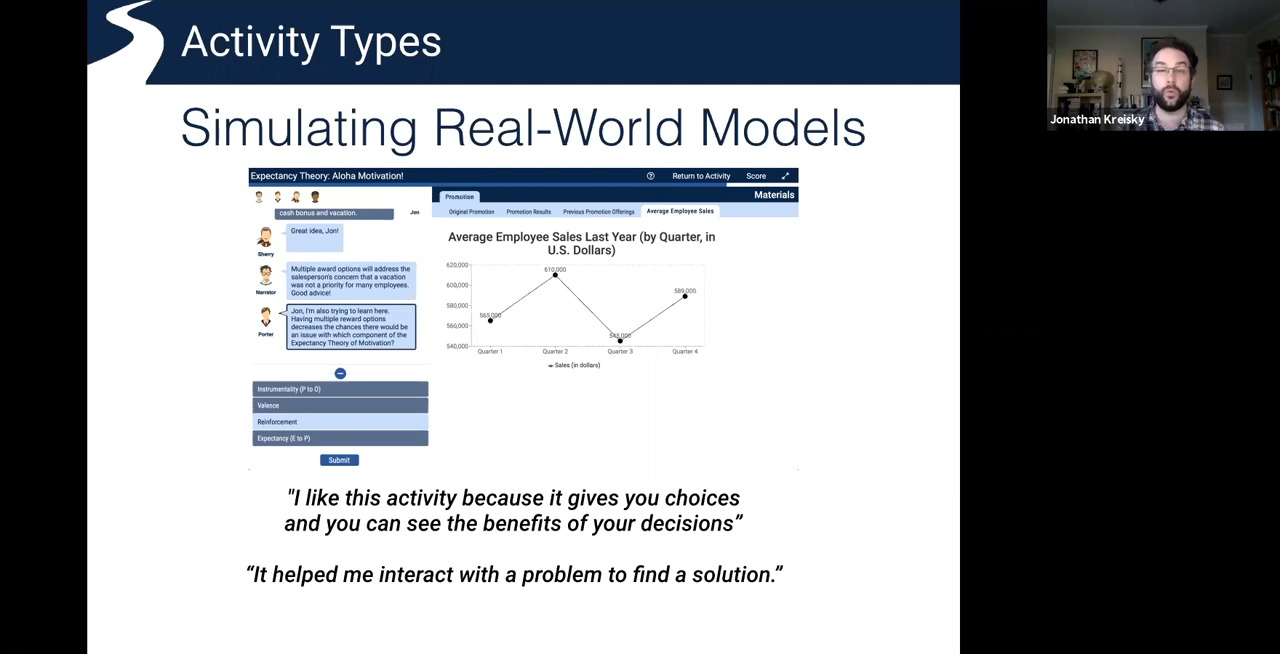 Activity Types
Simulating Real-World Models
Expectancy Theory: Aloha Motivation!
Return to Activity
Score
cash bonus and vacation.
Jon
Great idea, Jon!
Sherry
Multiple award options will address the
salesperson's concern that a vacation
was not a priority for many employees.
Good advice!
Narrator
Jon, I'm also trying to learn here.
Having multiple reward options
decreases the chances there would be
an issue with which component of the
Expectancy Theory of Motivation?
Porter
Instrumentality (P to O)
Valence
Reinforcement
Expectancy (E to P)
Submit
Materials
Promotion
Original Promotion
Promotion Results
Previous Promotion Offerings
Average Employee Sales
Average Employee Sales Last Year (by Quarter, in
U.S. Dollars)
620,000
600,000
580,000
560,000
540,000
565,000
610,000
545,000
589,000
Quarter 1
Quarter 2
Quarter 3
Quarter 4
Sales (in dollars)
"I like this activity because it gives you choices
and you can see the benefits of your decisions”
“It helped me interact with a problem to find a solution.”
Jonathan Kreisky